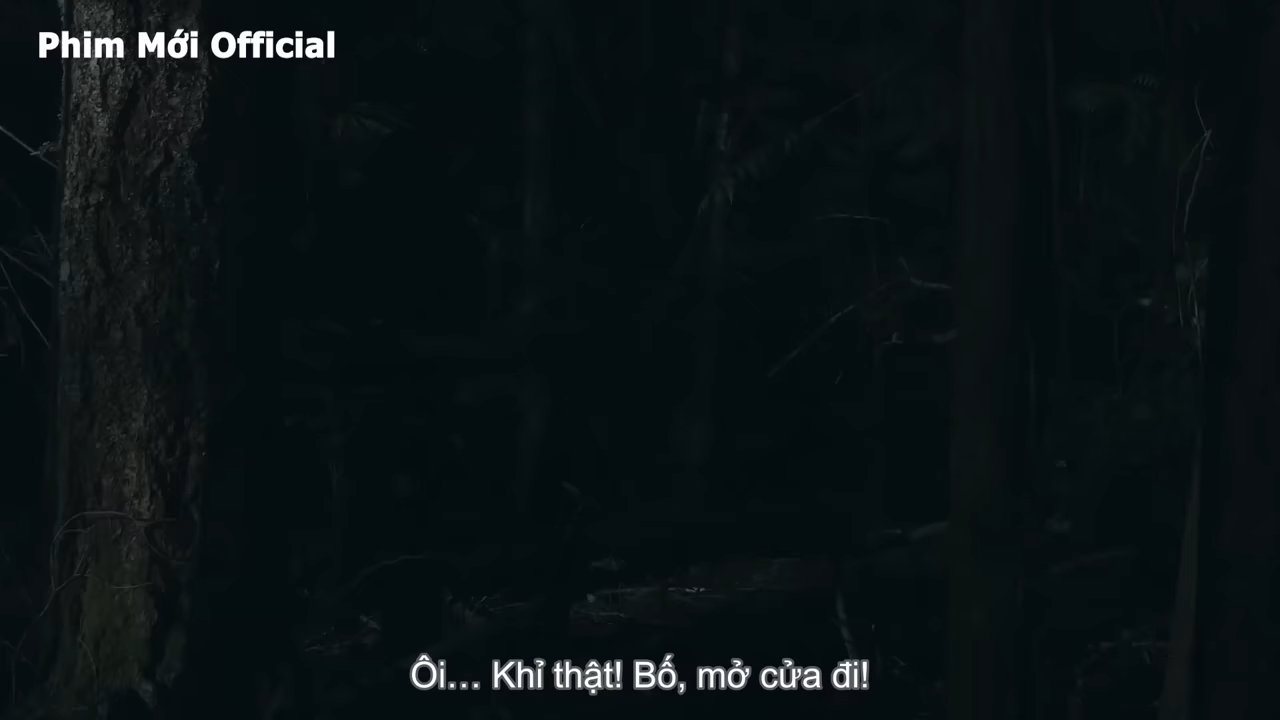 Phim Mới Official
Ôi... Khỉ thật! Bố, mở cửa đi!